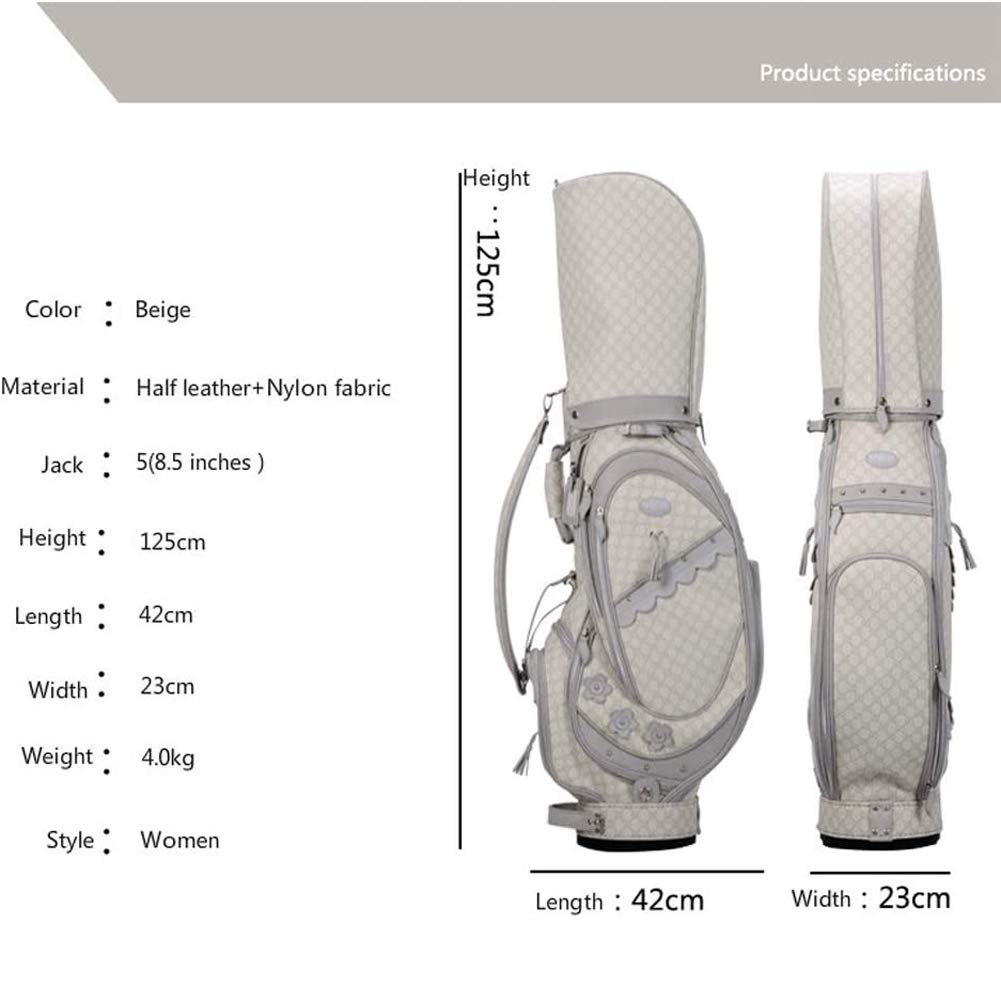 Product specifications
Height
: 125cm
Color : Beige
Material : Half leather+Nylon fabric
Jack : 5(8.5 inches )
Height : 125cm
Length : 42cm
Width : 23cm
Weight : 4.0kg
Style : Women
Length : 42cm
Width : 23cm